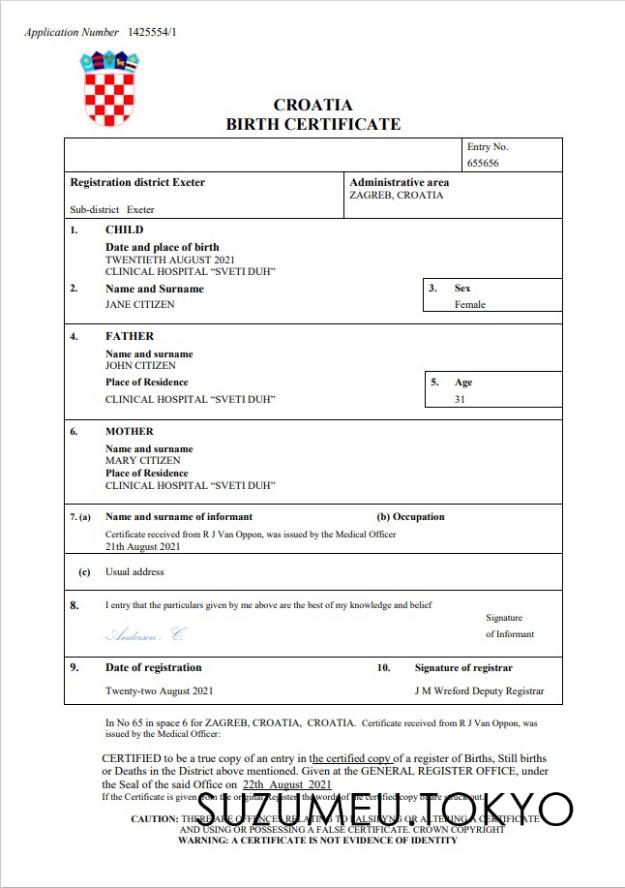 Application Number 1425554/1
CROATIA
BIRTH CERTIFICATE
Entry No.
655656
Registration district Exeter
Administrative area
ZAGREB, CROATIA
Sub-district Exeter
1. CHILD
Date and place of birth
TWENTIETH AUGUST 2021
CLINICAL HOSPITAL “SVETI DUH”
2. Name and Surname
3. Sex
JANE CITIZEN
Female
4. FATHER
Name and surname
JOHN CITIZEN
Place of Residence
5. Age
CLINICAL HOSPITAL “SVETI DUH”
31
6. MOTHER
Name and surname
MARY CITIZEN
Place of Residence
CLINICAL HOSPITAL “SVETI DUH”
7. (a) Name and surname of informant (b) Occupation
Certificate received from R J Van Oppon, was issued by the Medical Officer
21th August 2021
(c) Usual address
8. I entry that the particulars given by me above are the best of my knowledge and belief
Signature
of Informant
Anderson . C.
9. Date of registration 10. Signature of registrar
Twenty-two August 2021 J M Wreford Deputy Registrar
In No 65 in space 6 for ZAGREB, CROATIA, CROATIA. Certificate received from R J Van Oppon, was
issued by the Medical Officer:
CERTIFIED to be a true copy of an entry in the certified copy of a register of Births, Still births
or Deaths in the District above mentioned. Given at the GENERAL REGISTER OFFICE, under
the Seal of the said Office on 22th August 2021
If the Certificate is given from the original Register the words of the certified copy of are struck out.
SUZUMEU.TOKYO
CAUTION: THERE ARE OFFENCES RELATING TO FALSIFYNG OR ALTERING A CERTIFICATE
AND USING OR POSSESSING A FALSE CERTIFICATE. CROWN COPYRIGHT
WARNING: A CERTIFICATE IS NOT EVIDENCE OF IDENTITY